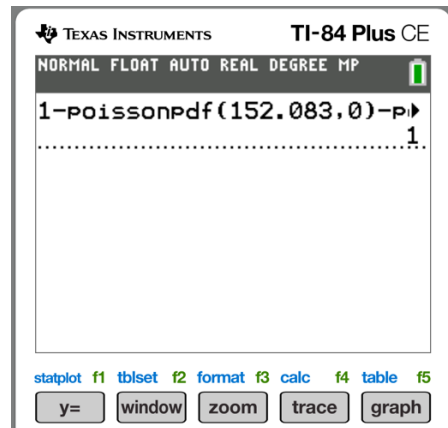 TEXAS INSTRUMENTS TI-84 Plus CE
NORMAL FLOAT AUTO REAL DEGREE MP
1-poissonpdf(152.083,0)-p
1
statplot f1 tblset f2 format f3 calc f4 table f5
y= window zoom trace graph